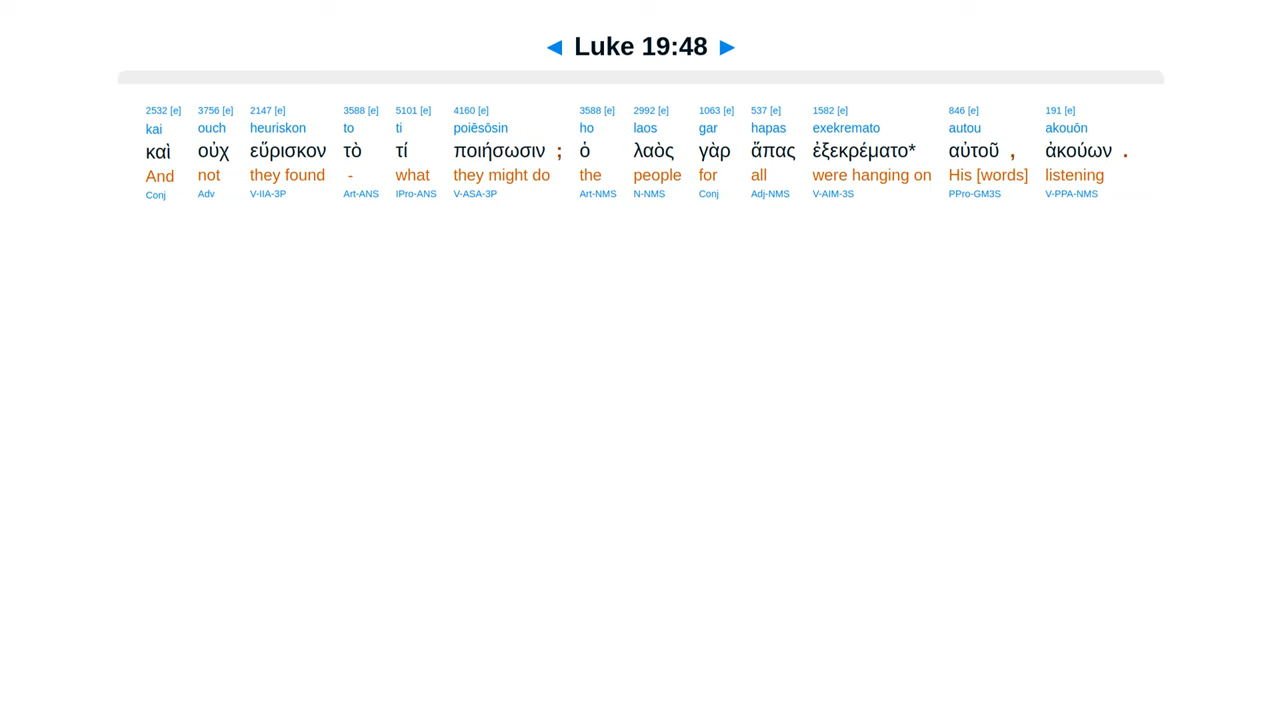 ◄ Luke 19:48 ►
2532 [e] 3756 [e] 2147 [e] 3588 [e] 5101 [e] 4160 [e] 3588 [e] 2992 [e] 1063 [e] 537 [e] 1582 [e] 846 [e] 191 [e]
kai ouch heuriskon to ti poiēsōsin ho laos gar hapas exekremato autou akouōn
καὶ οὐχ εὕρισκον τὸ τί ποιήσωσιν ; ὁ λαὸς γὰρ ἅπας ἐξεκρέματο* αὐτοῦ , ἀκούων .
And not they found - what they might do the people for all were hanging on His [words] listening
Conj Adv V-IIA-3P Art-ANS IPro-ANS V-ASA-3P Art-NMS N-NMS Conj Adj-NMS V-AIM-3S PPro-GM3S V-PPA-NMS